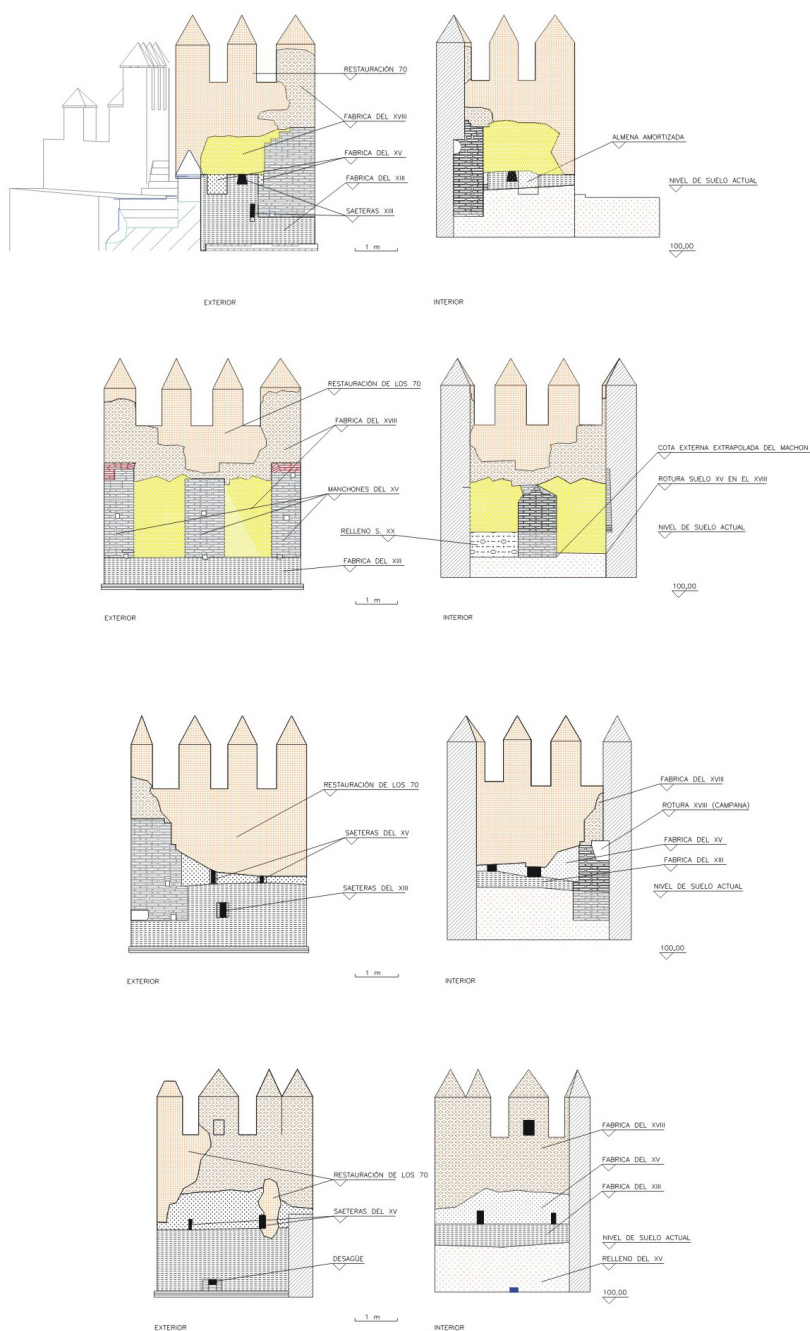 RESTAURACIÓN 70
FABRICA DEL XVIII
FABRICA DEL XV
FABRICA DEL XIII
SAETERAS XIII
1 m
ALMENA AMORTIZADA
NIVEL DE SUELO ACTUAL
100,00
EXTERIOR
INTERIOR
RESTAURACIÓN DE LOS 70
FABRICA DEL XVIII
MANCHONES DEL XV
RELLENO S. XX
FABRICA DEL XIII
1 m
COTA EXTERNA EXTRAPOLADA DEL MACHON
ROTURA SUELO XV EN EL XVIII
NIVEL DE SUELO ACTUAL
100,00
EXTERIOR
INTERIOR
RESTAURACIÓN DE LOS 70
SAETERAS DEL XV
SAETERAS DEL XIII
1 m
FABRICA DEL XVIII
ROTURA XVIII (CAMPANA)
FÁBRICA DEL XV
FABRICA DEL XIII
NIVEL DE SUELO ACTUAL
100,00
EXTERIOR
INTERIOR
RESTAURACIÓN DE LOS 70
SAETERAS DEL XV
DESAGÜE
1 m
FABRICA DEL XVIII
FABRICA DEL XV
FABRICA DEL XIII
NIVEL DE SUELO ACTUAL
RELLENO DEL XV
100,00
EXTERIOR
INTERIOR